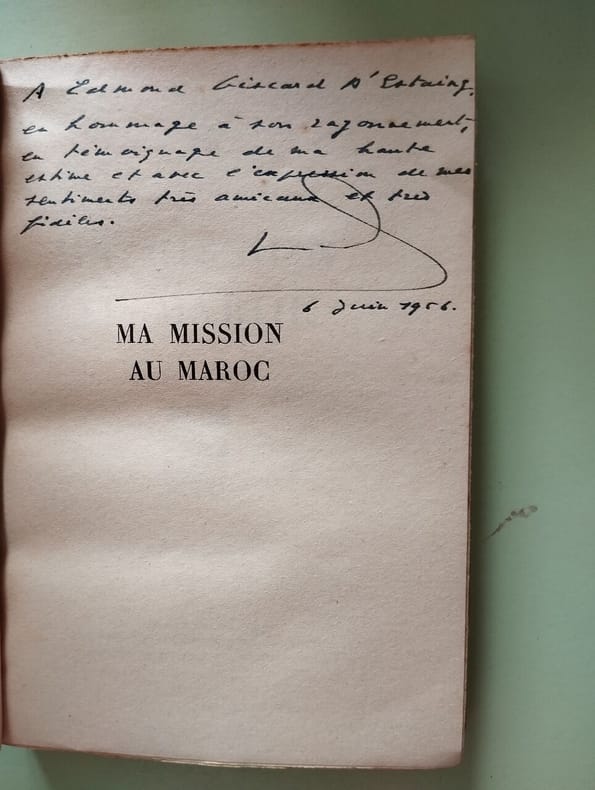 A Edmond Giscard d'Estaing,
en hommage à son rayonnement,
en témoignage de ma haute
estime et avec l'expression de mes
sentiments très amicaux et très
fidèles.
6 Juin 1956.
MA MISSION
AU MAROC